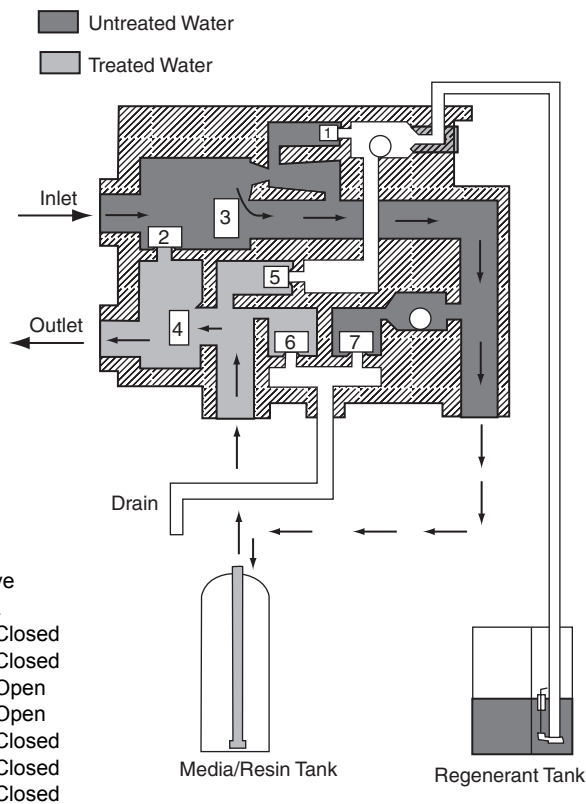 Untreated Water
Treated Water
1
Inlet
3
2
5
Outlet
4
6
7
Drain
Closed
Closed
Open
Open
Closed
Closed
Closed
Media/Resin Tank
Regenerant Tank